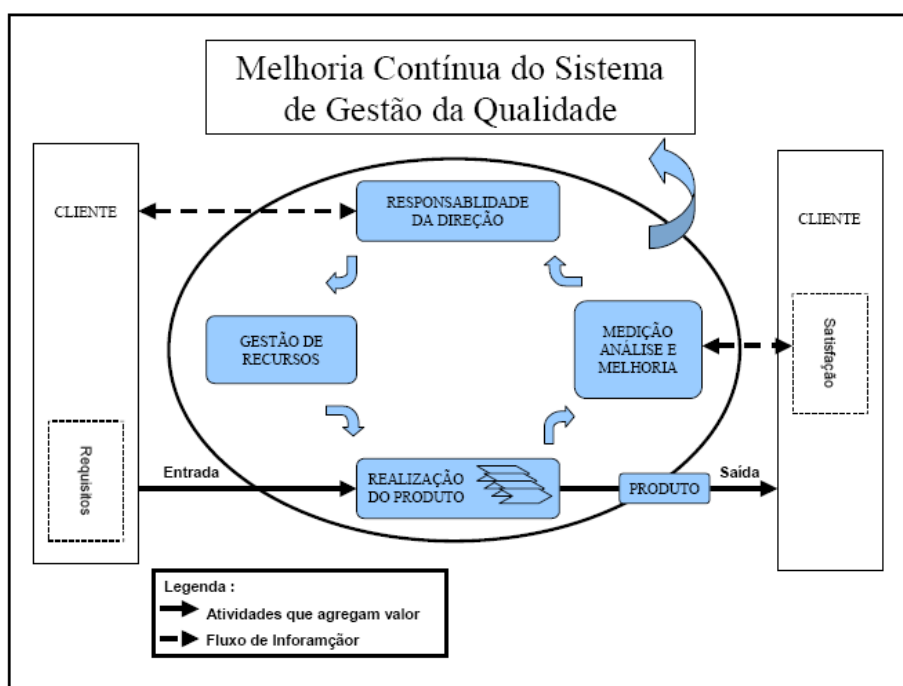 Melhoria Contínua do Sistema
de Gestão da Qualidade
CLIENTE
RESPONSABLIDADE
DA DIREÇÃO
CLIENTE
GESTÃO DE
RECURSOS
MEDIÇÃO
ANÁLISE E
MELHORIA
Satisfação
Requisitos
Entrada
REALIZAÇÃO
DO PRODUTO
PRODUTO
Saída
Legenda :
Atividades que agregam valor
Fluxo de Inforamçãor